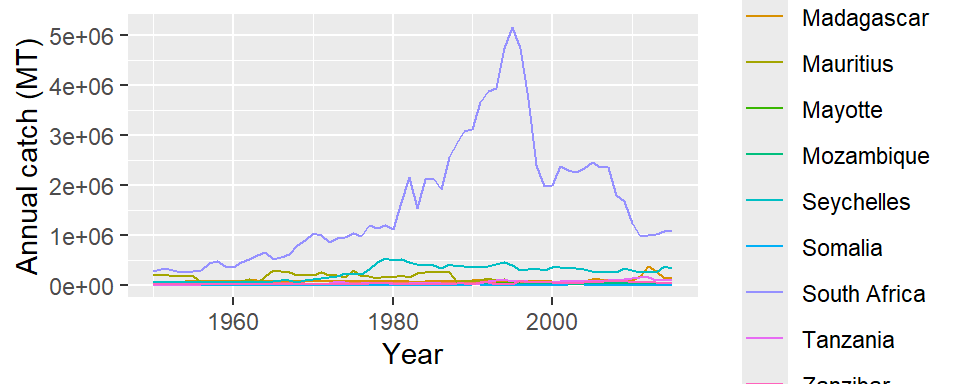 Annual catch (MT)
5e+06
4e+06
3e+06
2e+06
1e+06
0e+00
1960
1980
2000
Year
Madagascar
Mauritius
Mayotte
Mozambique
Seychelles
Somalia
South Africa
Tanzania